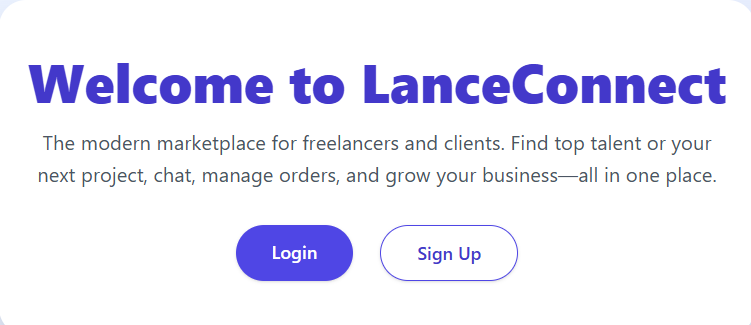 Welcome to LanceConnect
The modern marketplace for freelancers and clients. Find top talent or your
next project, chat, manage orders, and grow your business—all in one place.
Login
Sign Up